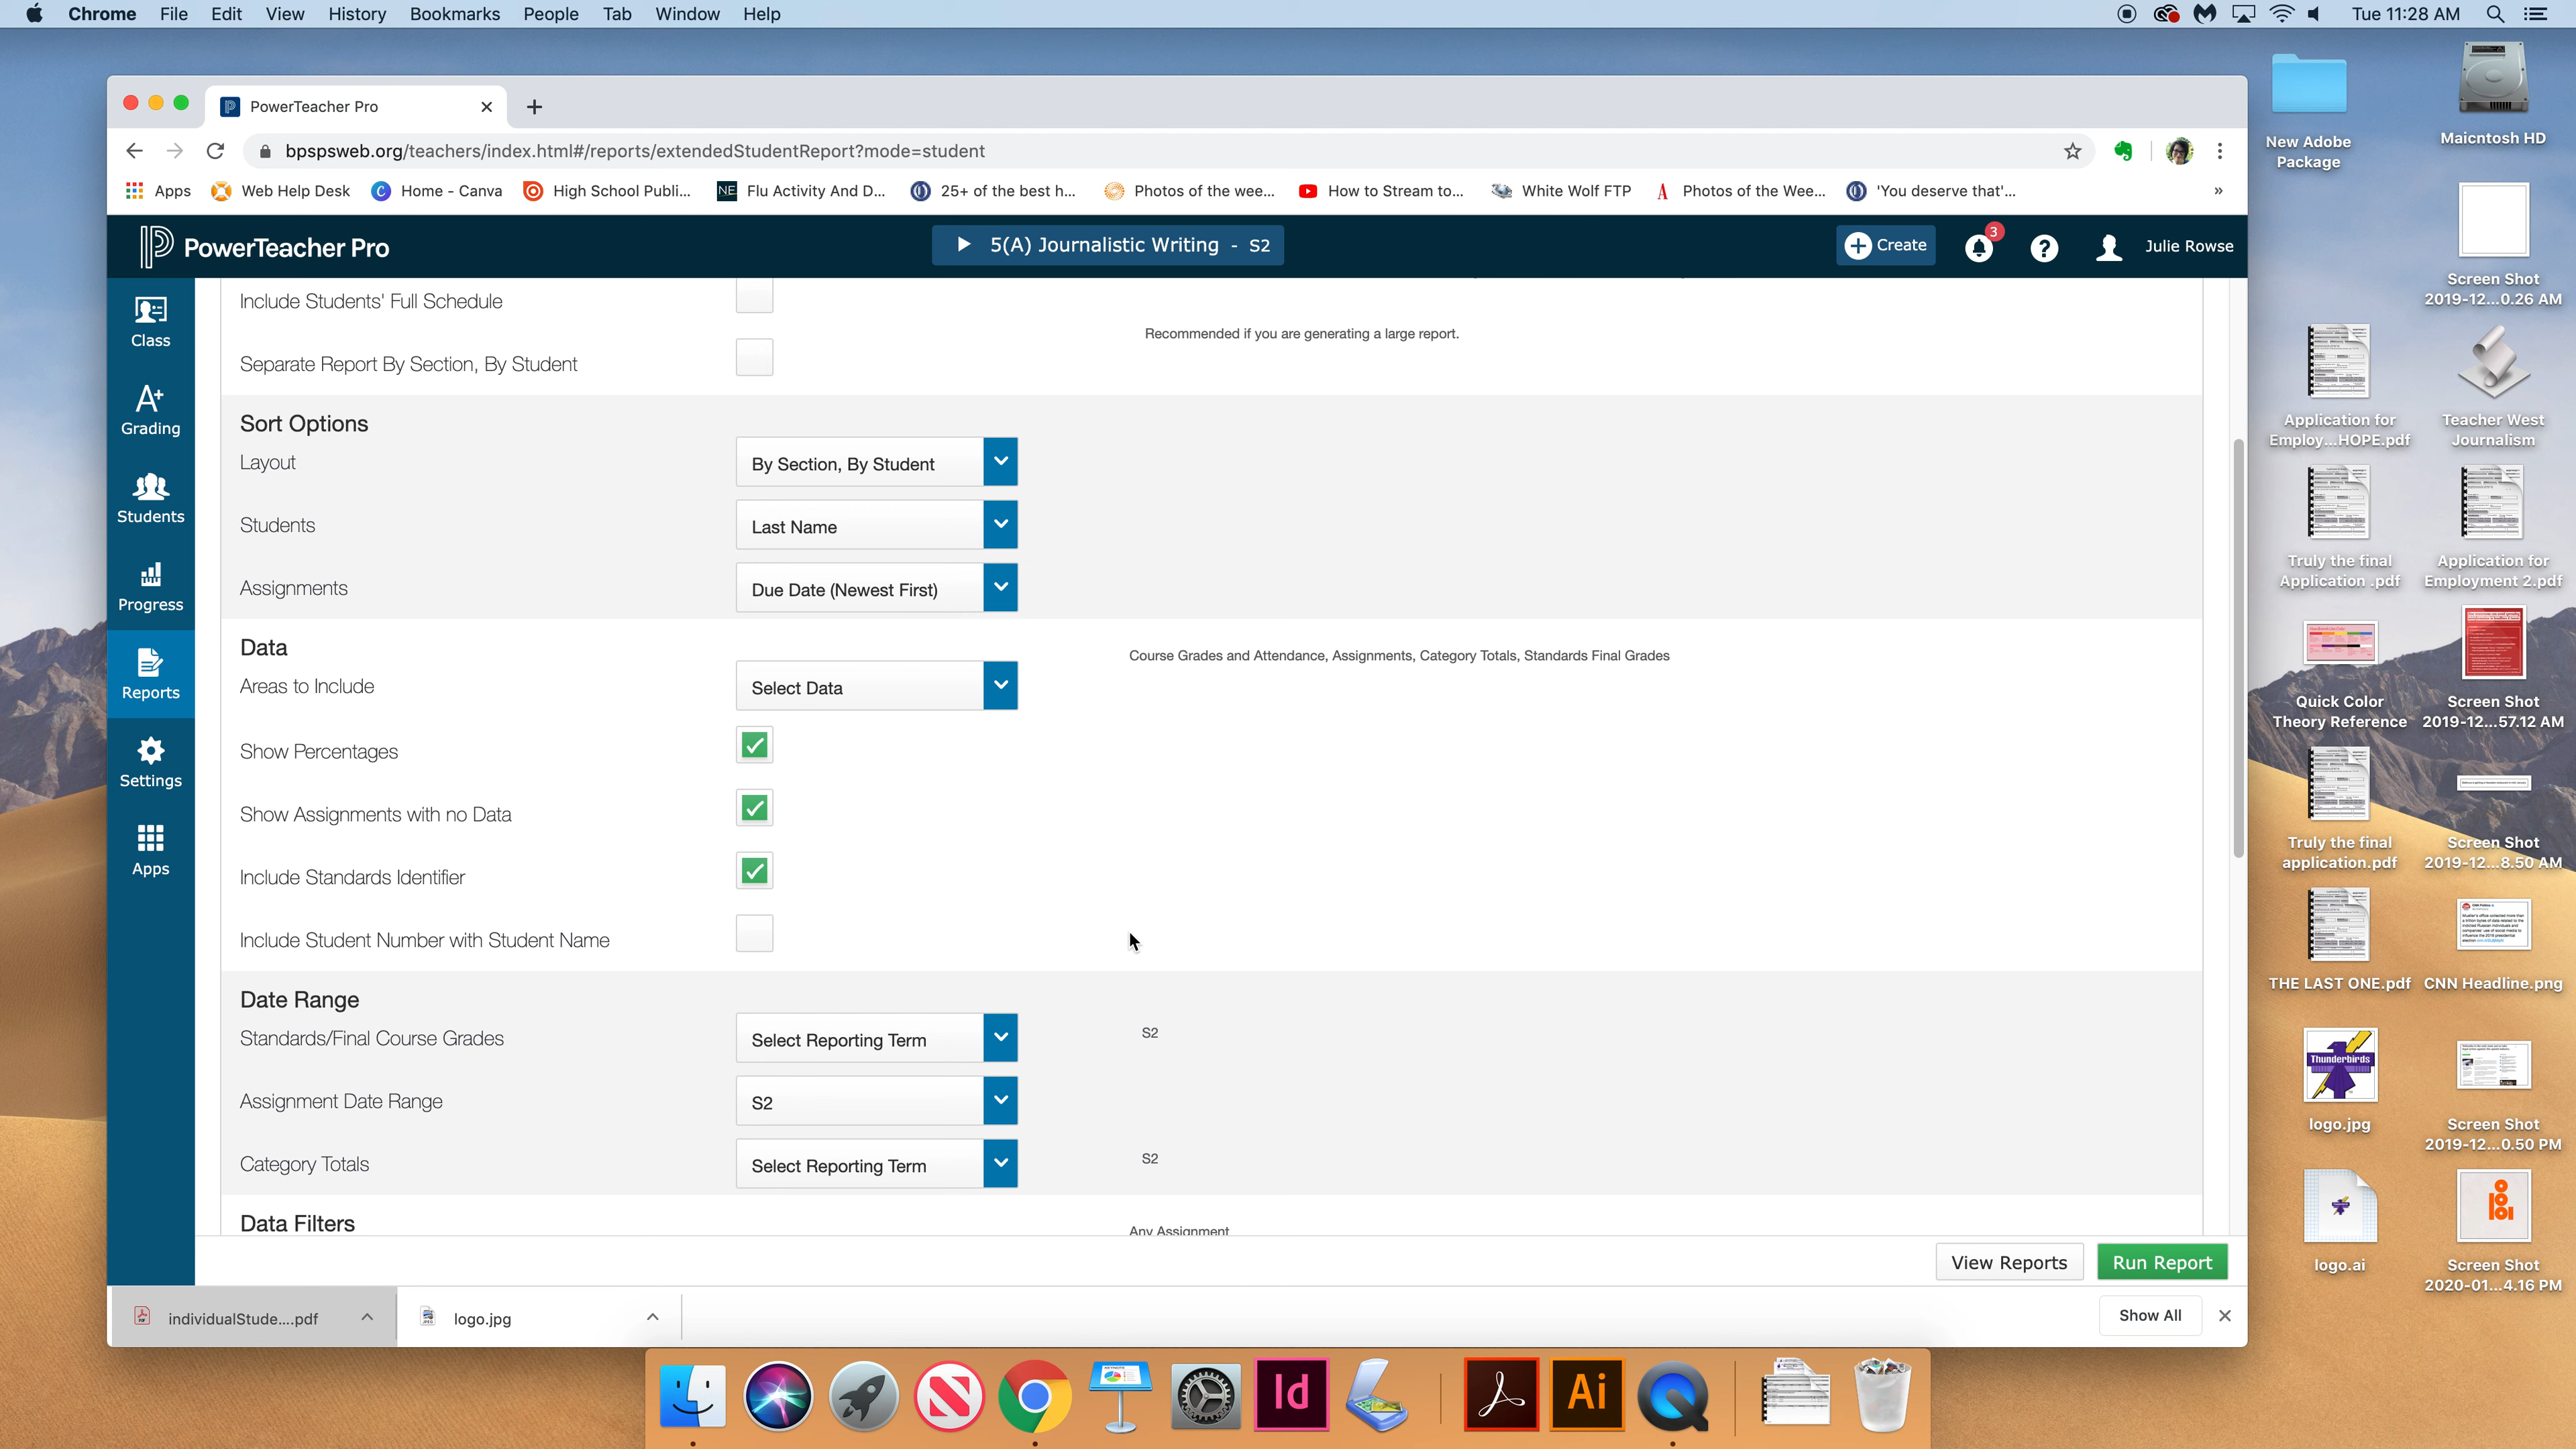 Chrome File Edit View History Bookmarks People Tab Window Help
Tue 11:28 AM
PowerTeacher Pro
bpspsweb.org/teachers/index.html#/reports/extendedStudentReport?mode=student
Apps Web Help Desk Home - Canva High School Publi... Flu Activity And D... 25+ of the best h... Photos of the wee... How to Stream to... White Wolf FTP Photos of the Wee... 'You deserve that'... »
PowerTeacher Pro
5(A) Journalistic Writing - S2
Create
3
Julie Rowse
Class
Grading
Students
Progress
Reports
Settings
Apps
Include Students' Full Schedule
Recommended if you are generating a large report.
Separate Report By Section, By Student
Sort Options
Layout By Section, By Student
Students Last Name
Assignments Due Date (Newest First)
Data
Course Grades and Attendance, Assignments, Category Totals, Standards Final Grades
Areas to Include Select Data
Show Percentages
Show Assignments with no Data
Include Standards Identifier
Include Student Number with Student Name
Date Range
Standards/Final Course Grades Select Reporting Term S2
Assignment Date Range S2
Category Totals Select Reporting Term S2
Data Filters
Any Assignment
View Reports Run Report
individualStude....pdf
logo.jpg
Show All
New Adobe
Package
Maicntosh HD
Screen Shot
2019-12...0.26 AM
Application for
Employ...HOPE.pdf
Teacher West
Journalism
Truly the final
Application .pdf
Application for
Employment 2.pdf
Quick Color
Theory Reference
Screen Shot
2019-12...57.12 AM
Truly the final
application.pdf
Screen Shot
2019-12...8.50 AM
THE LAST ONE.pdf
CNN Headline.png
Thunderbirds
logo.jpg
Screen Shot
2019-12...0.50 PM
logo.ai
Screen Shot
2020-01...4.16 PM
Id
Ai